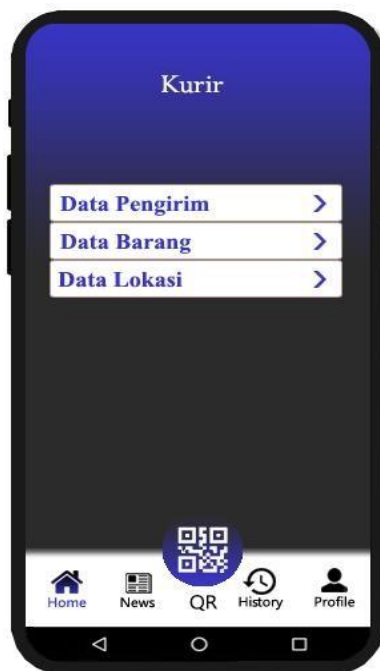 Kurir
Data Pengirim
Data Barang
Data Lokasi
Home News QR History Profile